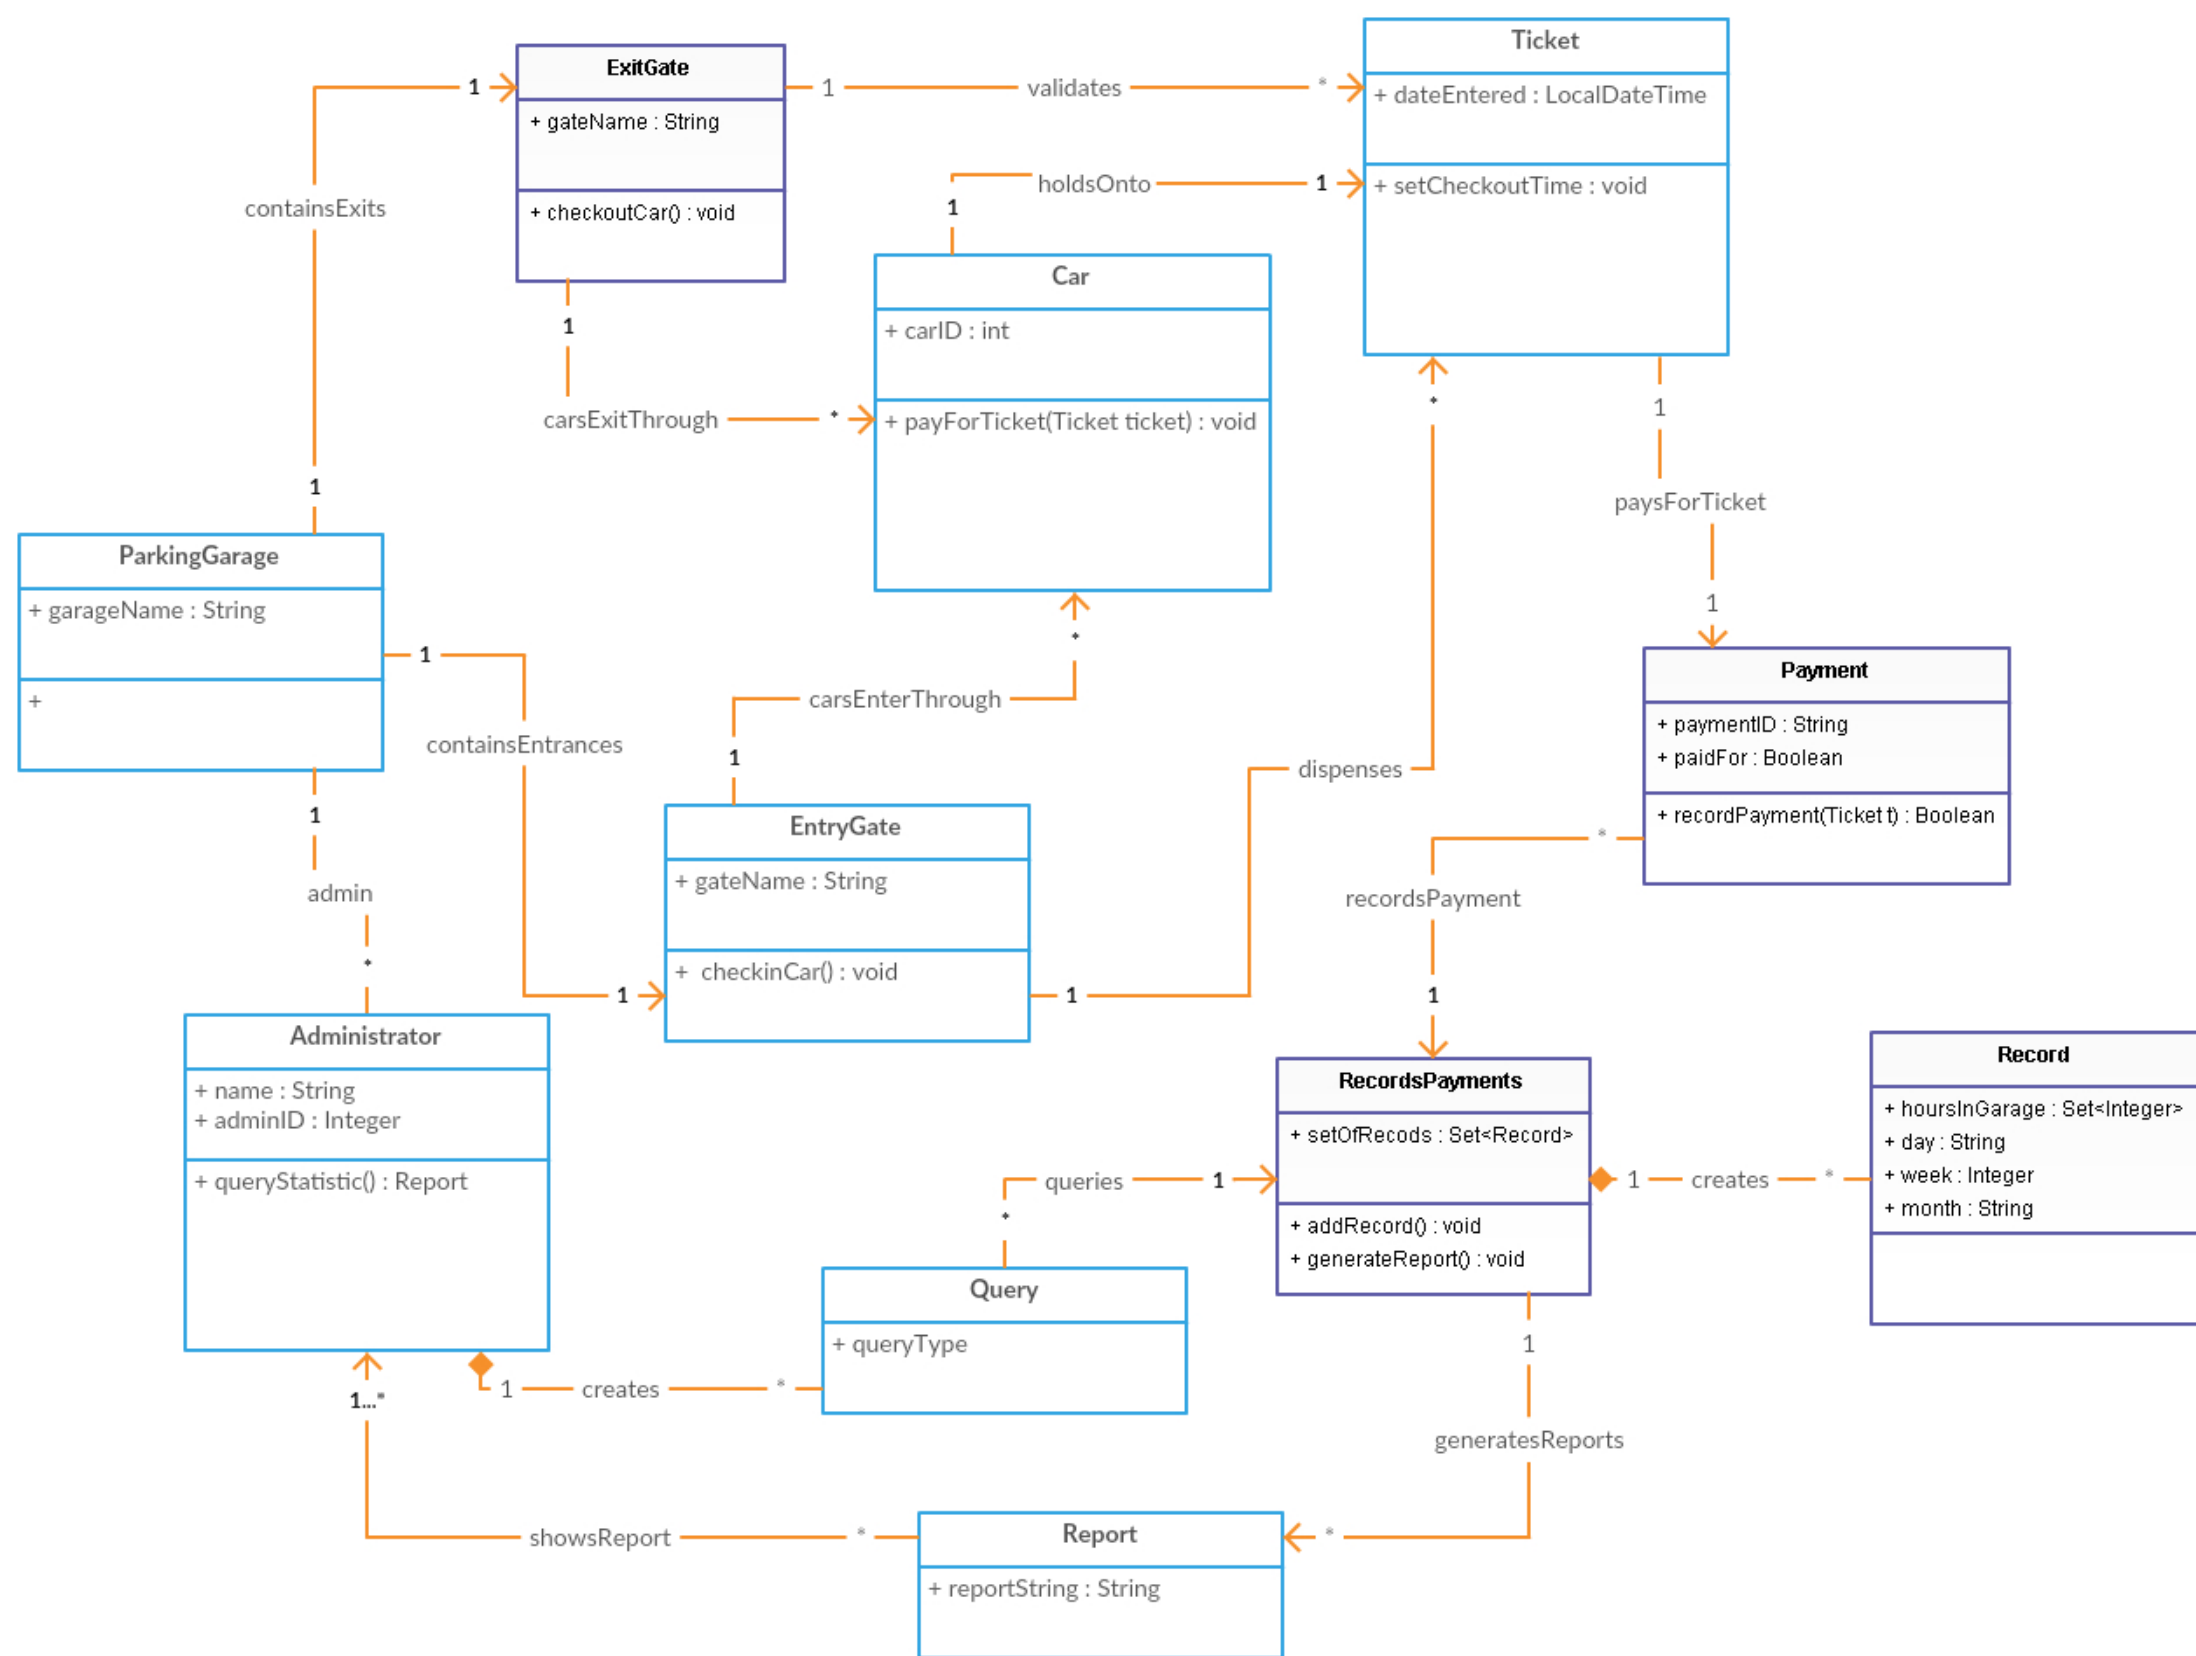 ExitGate
+ gateName : String
+ checkoutCar() : void
1
1
validates
*
Ticket
+ dateEntered : LocalDateTime
+ setCheckoutTime : void
containsExits
1
holdsOnto
1
1
Car
+ carID : int
+ payForTicket(Ticket ticket) : void
1
carsExitThrough
*
1
paysForTicket
1
ParkingGarage
+ garageName : String
+
1
containsEntrances
1
*
carsEnterThrough
1
*
dispenses
1
Payment
+ paymentID : String
+ paidFor : Boolean
+ recordPayment(Ticket t) : Boolean
1
admin
*
EntryGate
+ gateName : String
+ checkinCar() : void
*
recordsPayment
1
Administrator
+ name : String
+ adminID : Integer
+ queryStatistic() : Report
RecordsPayments
+ setOfRecods : Set<Record>
+ addRecord() : void
+ generateReport() : void
1
creates
*
Record
+ hoursInGarage : Set<Integer>
+ day : String
+ week : Integer
+ month : String
queries
1
*
Query
+ queryType
1
creates
*
1...*
showsReport
*
1
generatesReports
*
Report
+ reportString : String